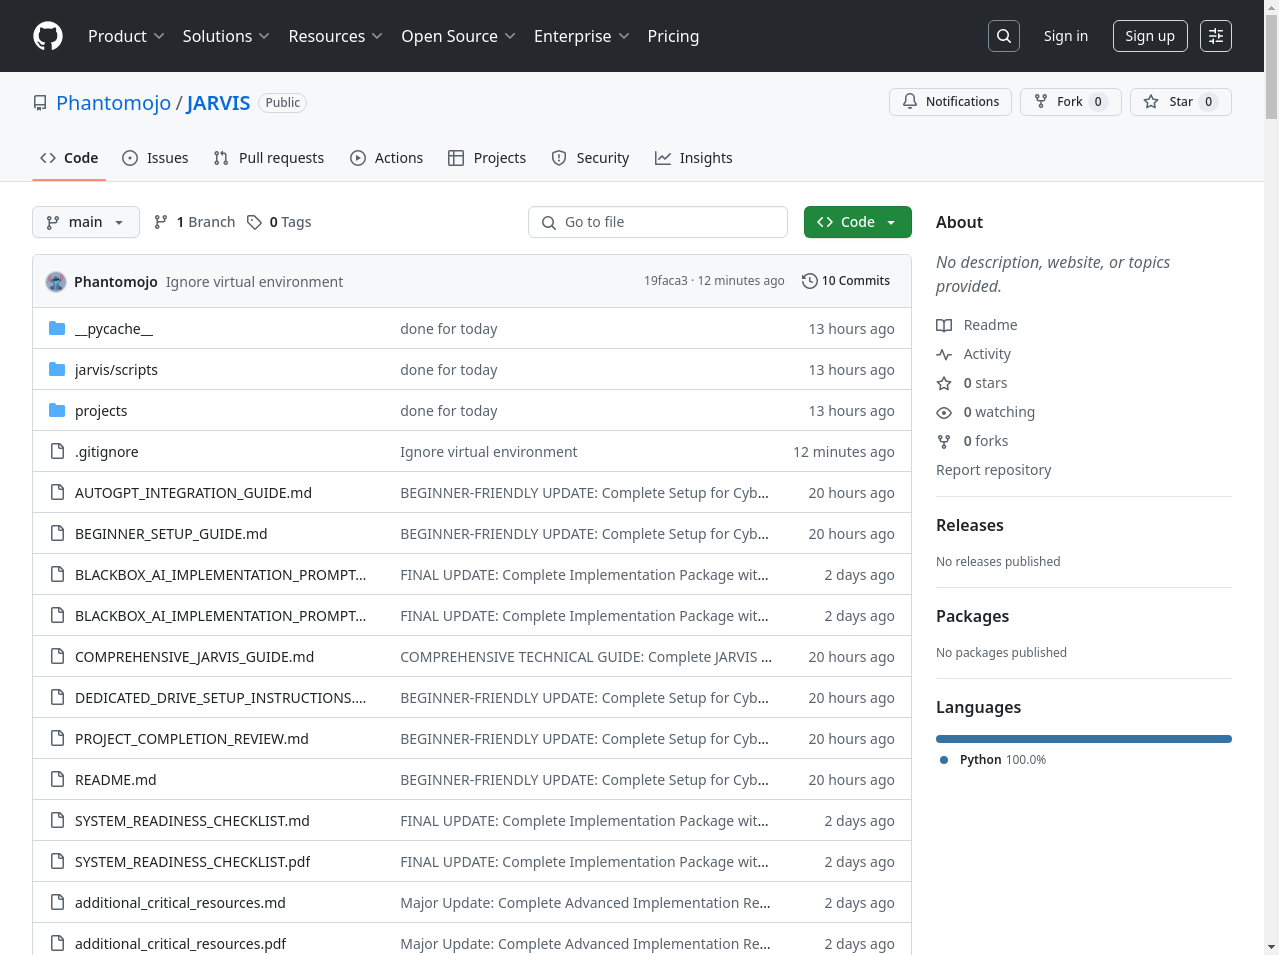 Product Solutions Resources Open Source Enterprise Pricing Sign in Sign up
Phantomojo / JARVIS Public Notifications Fork 0 Star 0
Code Issues Pull requests Actions Projects Security Insights
main 1 Branch 0 Tags Go to file Code
Phantomojo Ignore virtual environment 19faca3 · 12 minutes ago 10 Commits
__pycache__ done for today 13 hours ago
jarvis/scripts done for today 13 hours ago
projects done for today 13 hours ago
.gitignore Ignore virtual environment 12 minutes ago
AUTOGPT_INTEGRATION_GUIDE.md BEGINNER-FRIENDLY UPDATE: Complete Setup for Cyb… 20 hours ago
BEGINNER_SETUP_GUIDE.md BEGINNER-FRIENDLY UPDATE: Complete Setup for Cyb… 20 hours ago
BLACKBOX_AI_IMPLEMENTATION_PROMPT… FINAL UPDATE: Complete Implementation Package wit… 2 days ago
BLACKBOX_AI_IMPLEMENTATION_PROMPT… FINAL UPDATE: Complete Implementation Package wit… 2 days ago
COMPREHENSIVE_JARVIS_GUIDE.md COMPREHENSIVE TECHNICAL GUIDE: Complete JARVIS … 20 hours ago
DEDICATED_DRIVE_SETUP_INSTRUCTIONS.… BEGINNER-FRIENDLY UPDATE: Complete Setup for Cyb… 20 hours ago
PROJECT_COMPLETION_REVIEW.md BEGINNER-FRIENDLY UPDATE: Complete Setup for Cyb… 20 hours ago
README.md BEGINNER-FRIENDLY UPDATE: Complete Setup for Cyb… 20 hours ago
SYSTEM_READINESS_CHECKLIST.md FINAL UPDATE: Complete Implementation Package wit… 2 days ago
SYSTEM_READINESS_CHECKLIST.pdf FINAL UPDATE: Complete Implementation Package wit… 2 days ago
additional_critical_resources.md Major Update: Complete Advanced Implementation Re… 2 days ago
additional_critical_resources.pdf Major Update: Complete Advanced Implementation Re… 2 days ago
About
No description, website, or topics
provided.
Readme
Activity
0 stars
0 watching
0 forks
Report repository
Releases
No releases published
Packages
No packages published
Languages
Python 100.0%